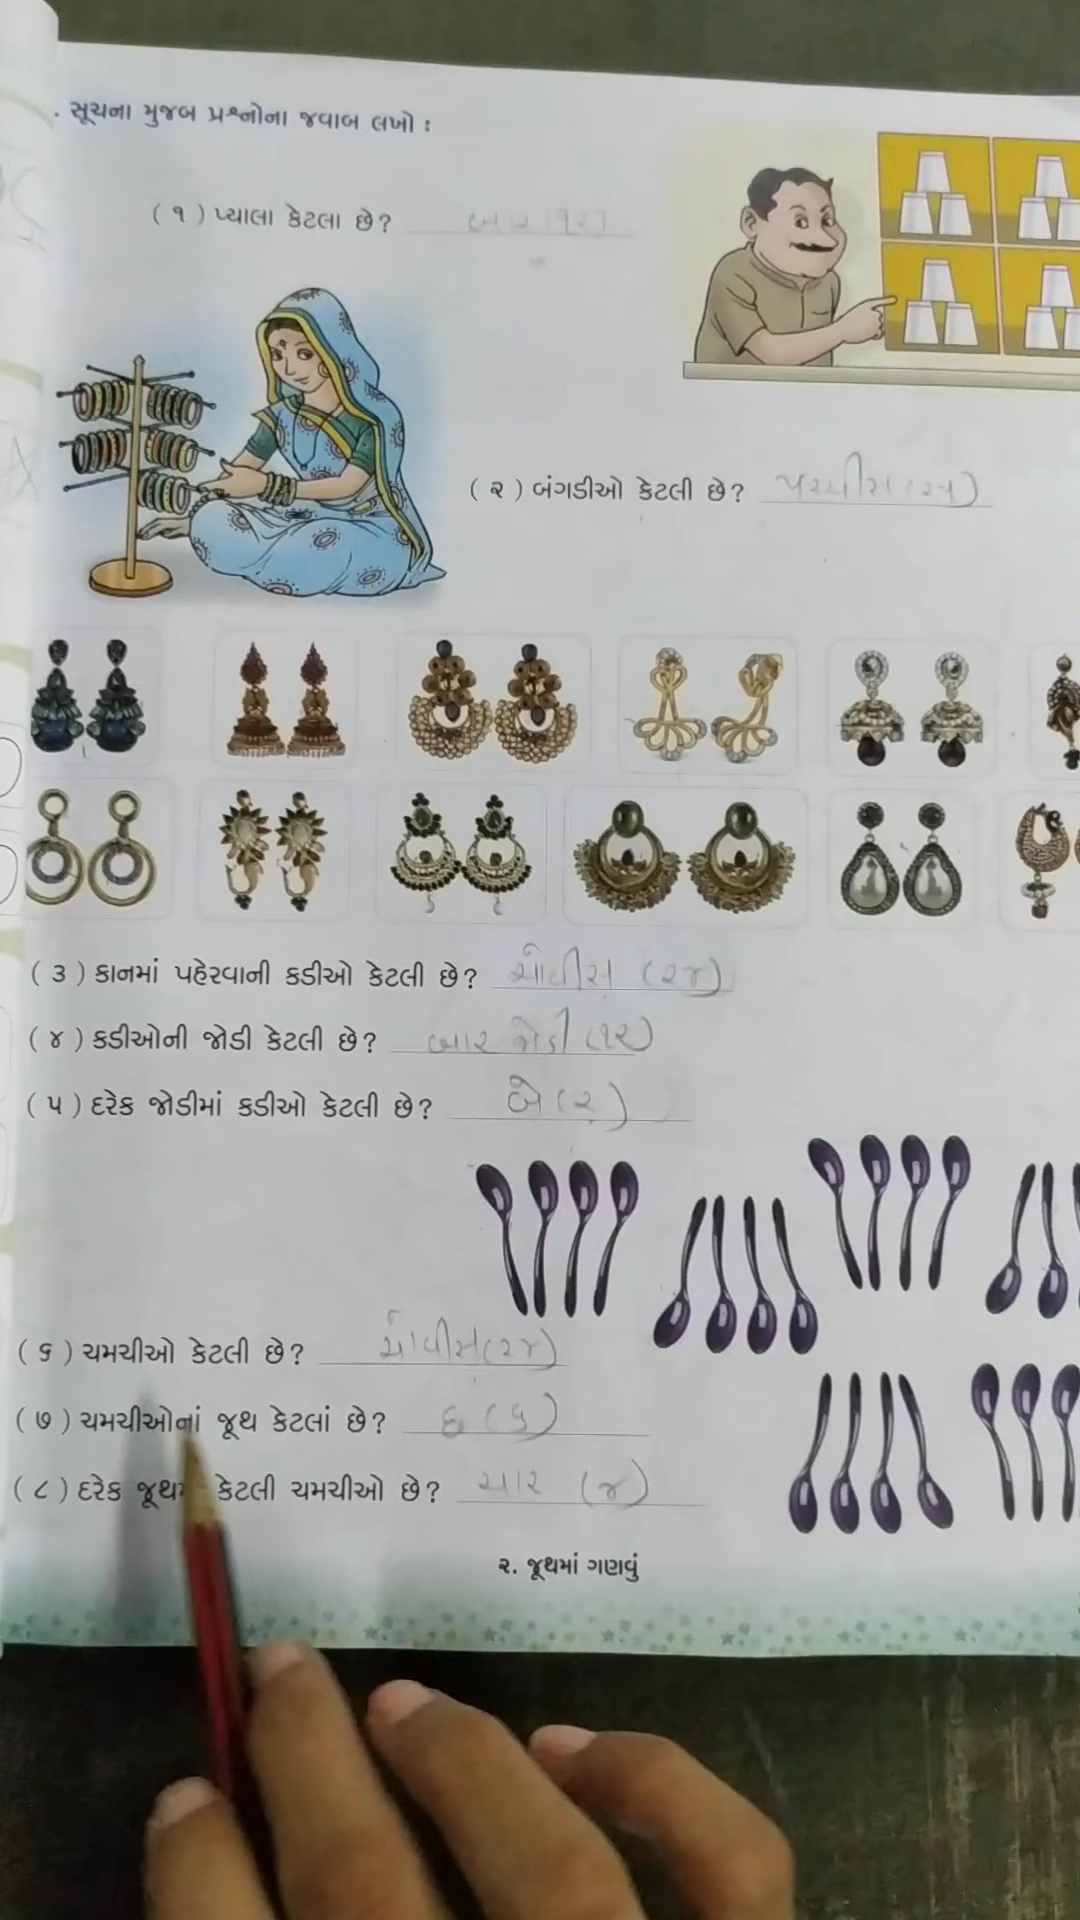 . સૂચના મુજબ પ્રશ્નોના જવાબ લખો :
( ૧ ) પ્યાલા કેટલા છે? બાર (૧૨)
( ૨ ) બંગડીઓ કેટલી છે? પચ્ચીસ (૨૫)
( ૩ ) કાનમાં પહેરવાની કડીઓ કેટલી છે? ચોવીસ (૨૪)
( ૪ ) કડીઓની જોડી કેટલી છે? બાર જોડી (૧૨)
( ૫ ) દરેક જોડીમાં કડીઓ કેટલી છે? બે (૨)
( ૬ ) ચમચીઓ કેટલી છે? ચોવીસ (૨૪)
( ૭ ) ચમચીઓનાં જૂથ કેટલાં છે? છ (૬)
( ૮ ) દરેક જૂથમાં કેટલી ચમચીઓ છે? ચાર (૪)
૨. જૂથમાં ગણવું